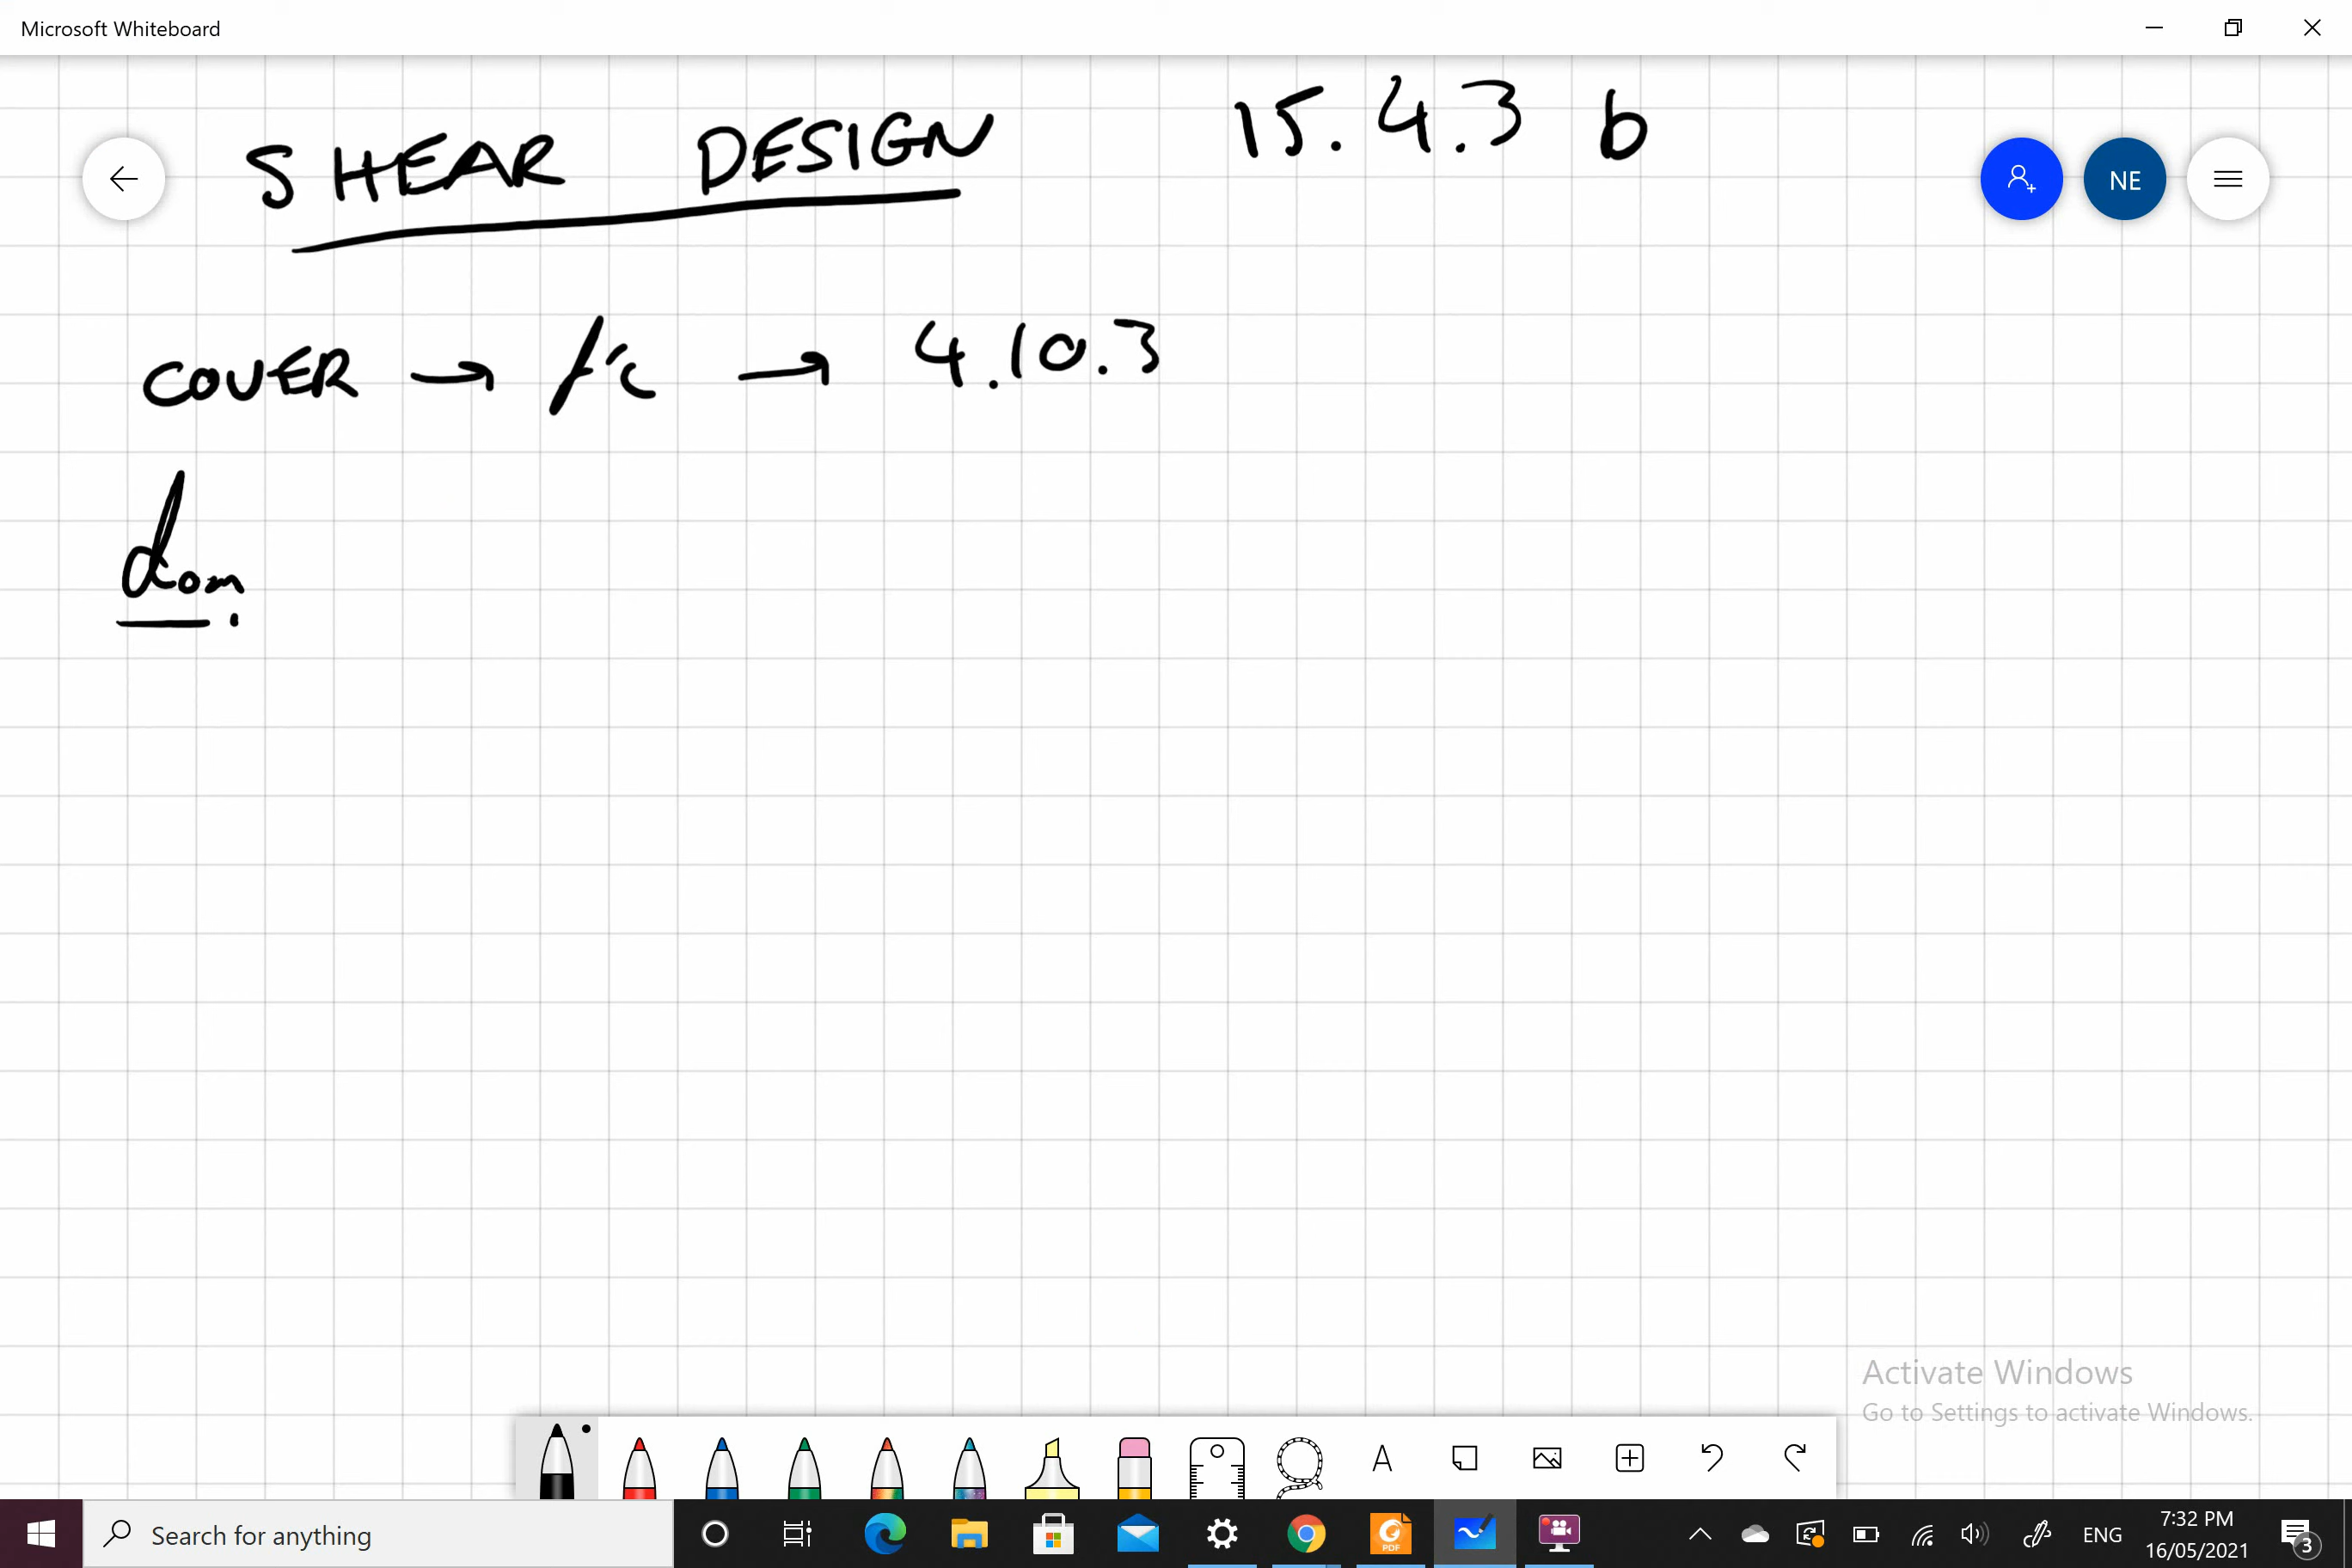 Microsoft Whiteboard
SHEAR DESIGN 15.4.3 b
NE
COVER → f'c → 4.10.3
dom
A
Activate Windows
Go to Settings to activate Windows.
Search for anything
PDF
ENG
7:32 PM
16/05/2021
3